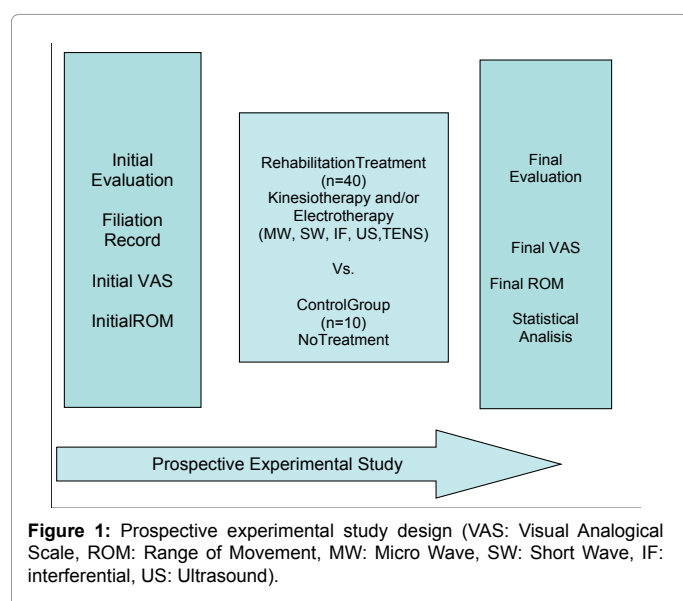 Initial
Evaluation
Filiation
Record
Initial VAS
InitialROM
RehabilitationTreatment
(n=40)
Kinesiotherapy and/or
Electrotherapy
(MW, SW, IF, US,TENS)
Vs.
ControlGroup
(n=10)
NoTreatment
Final
Evaluation
Final VAS
Final ROM
Statistical
Analisis
Prospective Experimental Study
Figure 1: Prospective experimental study design (VAS: Visual Analogical
Scale, ROM: Range of Movement, MW: Micro Wave, SW: Short Wave, IF:
interferential, US: Ultrasound).